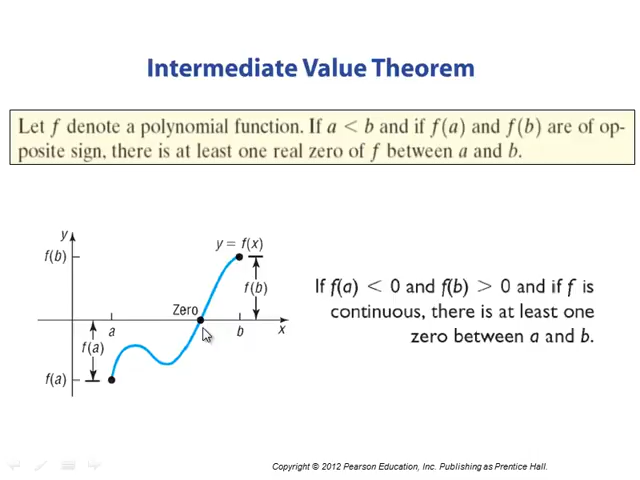 Intermediate Value Theorem
Let f denote a polynomial function. If a < b and if f(a) and f(b) are of op-
posite sign, there is at least one real zero of f between a and b.
y
f(b)
y = f(x)
f(b)
Zero
a
b
x
f(a)
f(a)
If f(a) < 0 and f(b) > 0 and if f is
continuous, there is at least one
zero between a and b.
Copyright © 2012 Pearson Education, Inc. Publishing as Prentice Hall.